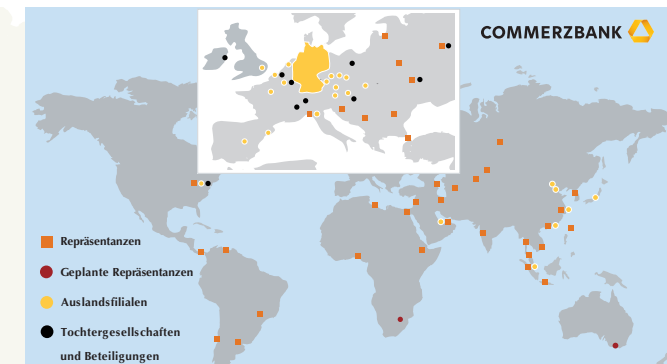 COMMERZBANK
Repräsentanzen
Geplante Repräsentanzen
Auslandsfilialen
Tochtergesellschaften
und Beteiligungen